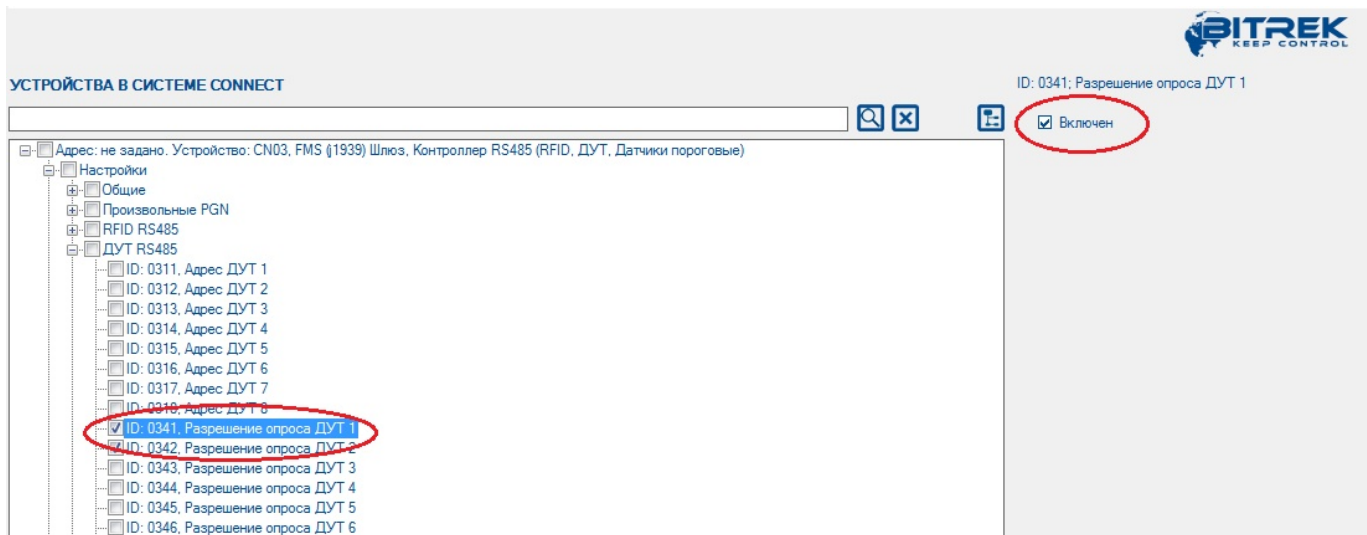 BITREK
KEEP CONTROL
УСТРОЙСТВА В СИСТЕМЕ CONNECT
ID: 0341; Разрешение опроса ДУТ 1
Включен
Адрес: не задано. Устройство: CN03, FMS (j1939) Шлюз, Контроллер RS485 (RFID, ДУТ, Датчики пороговые)
Настройки
Общие
Произвольные PGN
RFID RS485
ДУТ RS485
ID: 0311, Адрес ДУТ 1
ID: 0312, Адрес ДУТ 2
ID: 0313, Адрес ДУТ 3
ID: 0314, Адрес ДУТ 4
ID: 0315, Адрес ДУТ 5
ID: 0316, Адрес ДУТ 6
ID: 0317, Адрес ДУТ 7
ID: 0318, Адрес ДУТ 8
ID: 0341, Разрешение опроса ДУТ 1
ID: 0342, Разрешение опроса ДУТ 2
ID: 0343, Разрешение опроса ДУТ 3
ID: 0344, Разрешение опроса ДУТ 4
ID: 0345, Разрешение опроса ДУТ 5
ID: 0346, Разрешение опроса ДУТ 6